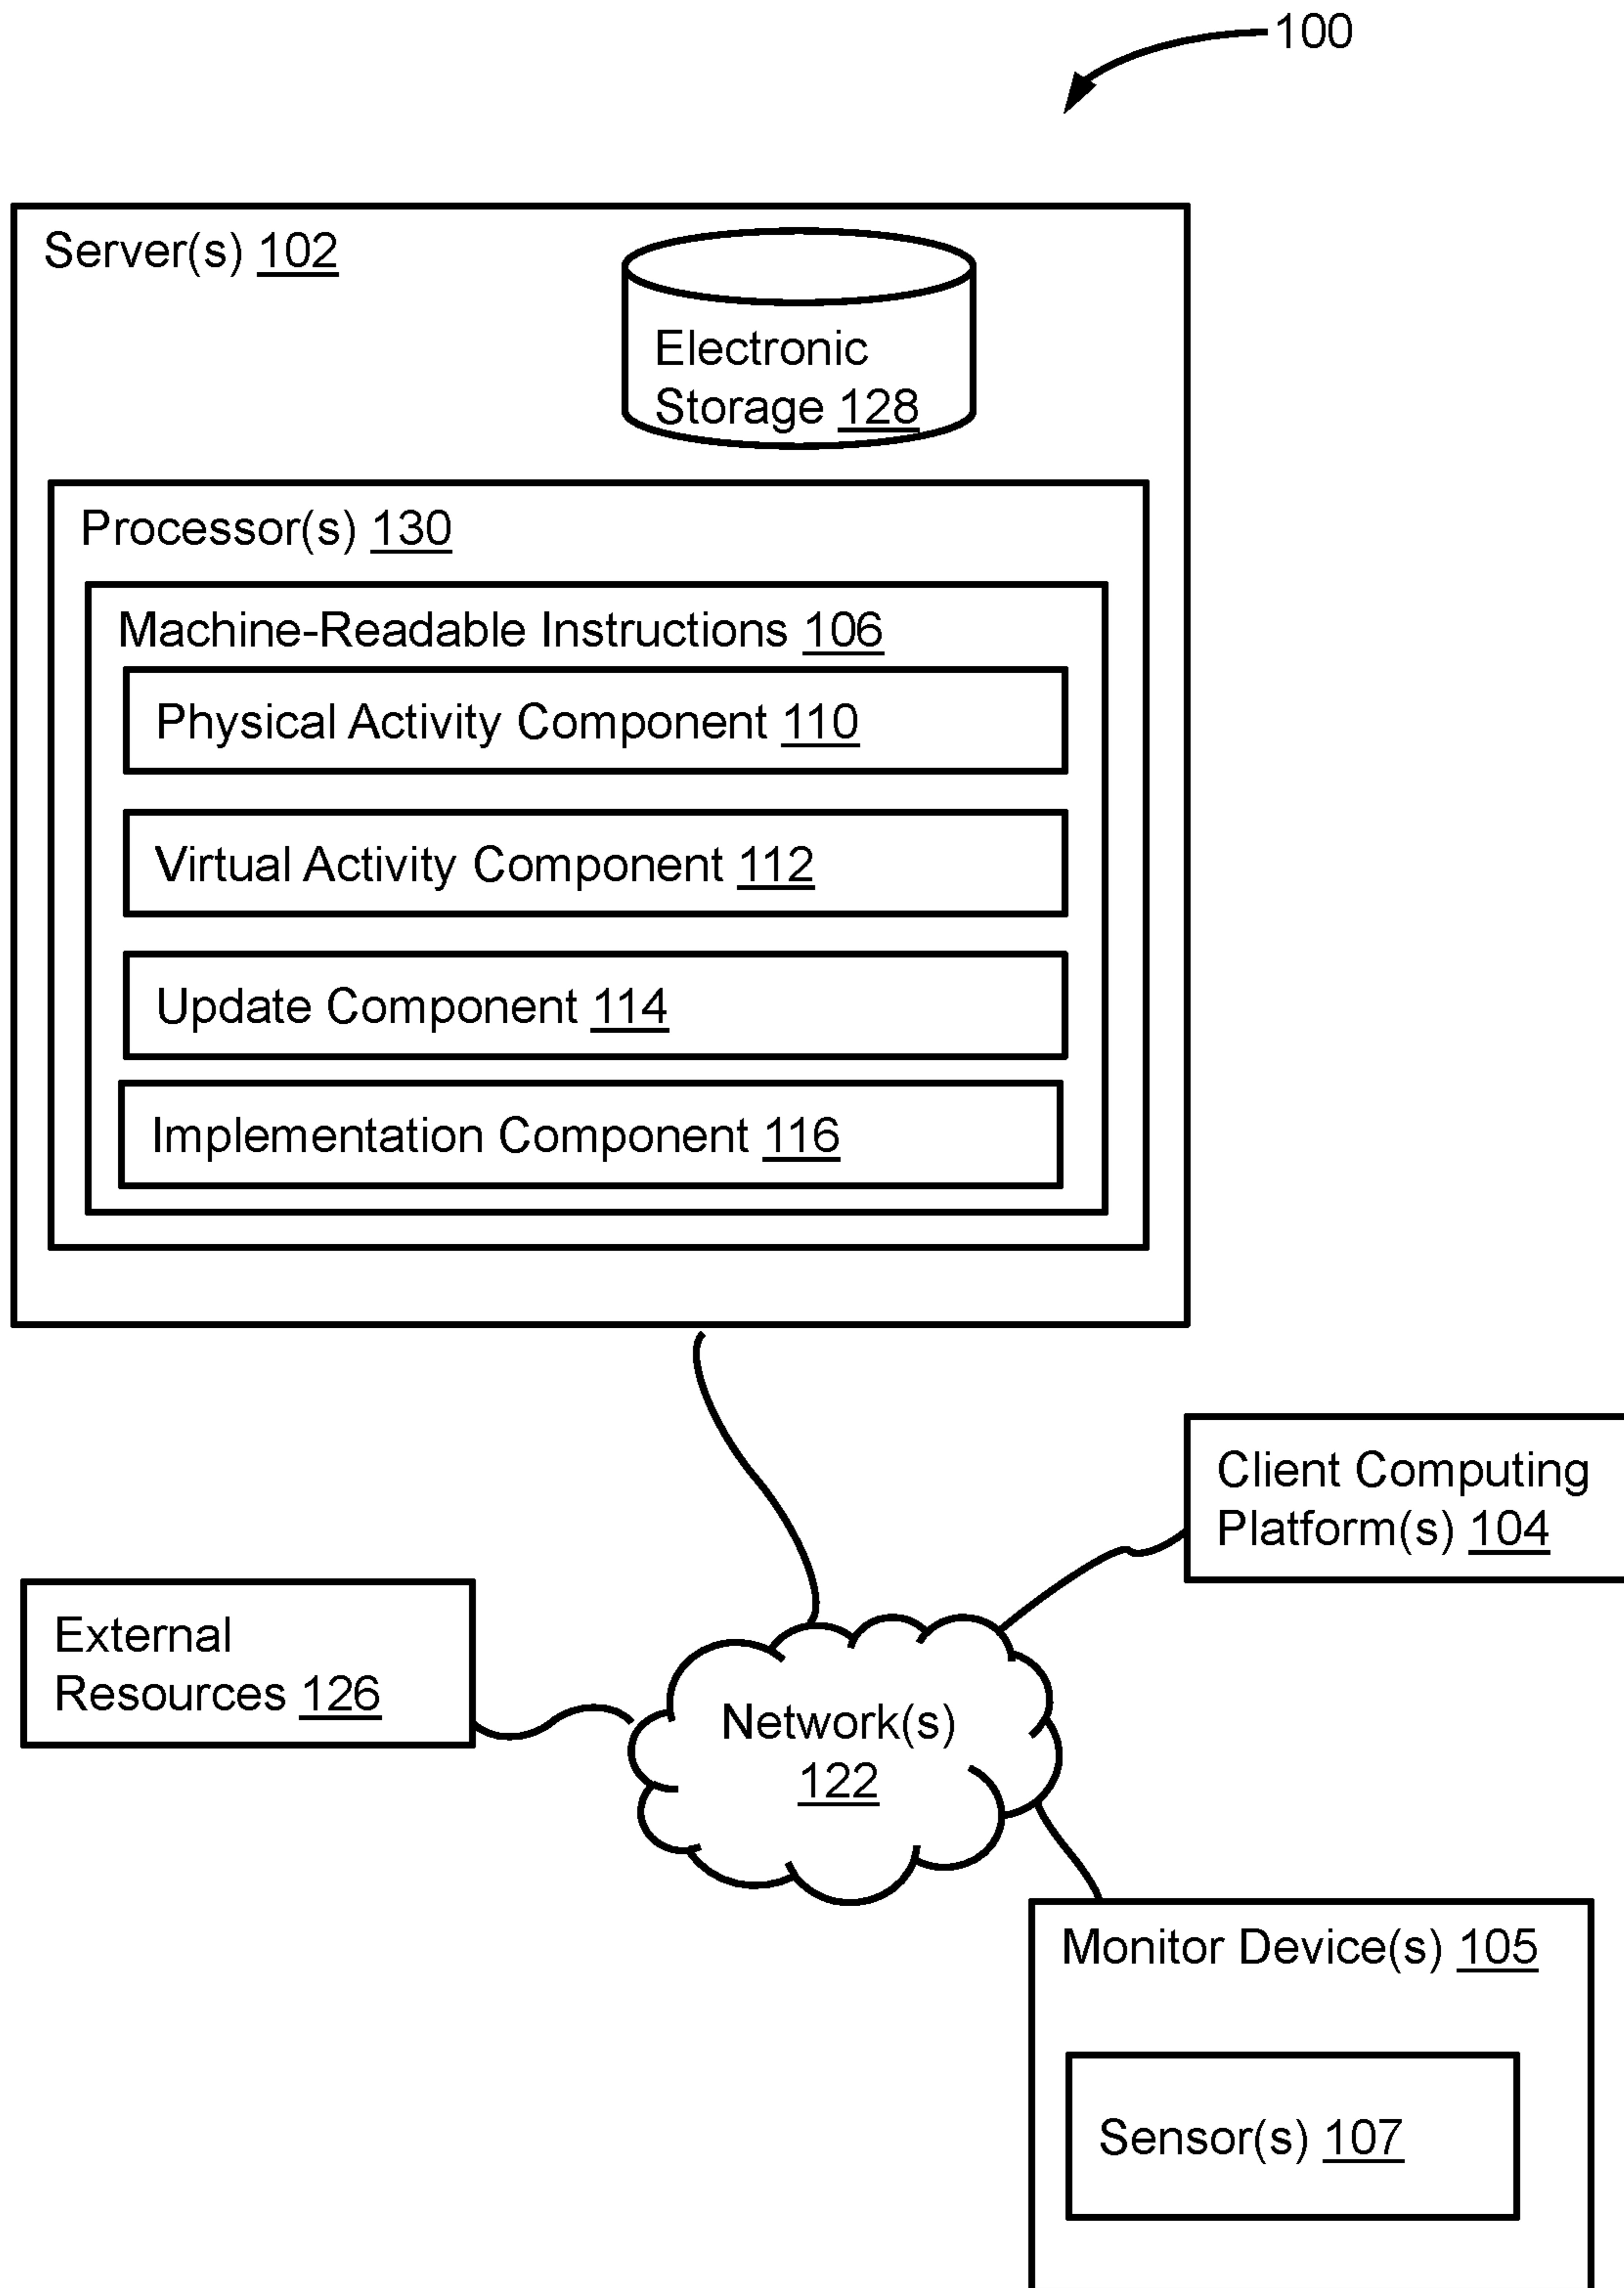 100
Server(s) 102
Electronic
Storage 128
Processor(s) 130
Machine-Readable Instructions 106
Physical Activity Component 110
Virtual Activity Component 112
Update Component 114
Implementation Component 116
Client Computing
Platform(s) 104
External
Resources 126
Network(s)
122
Monitor Device(s) 105
Sensor(s) 107